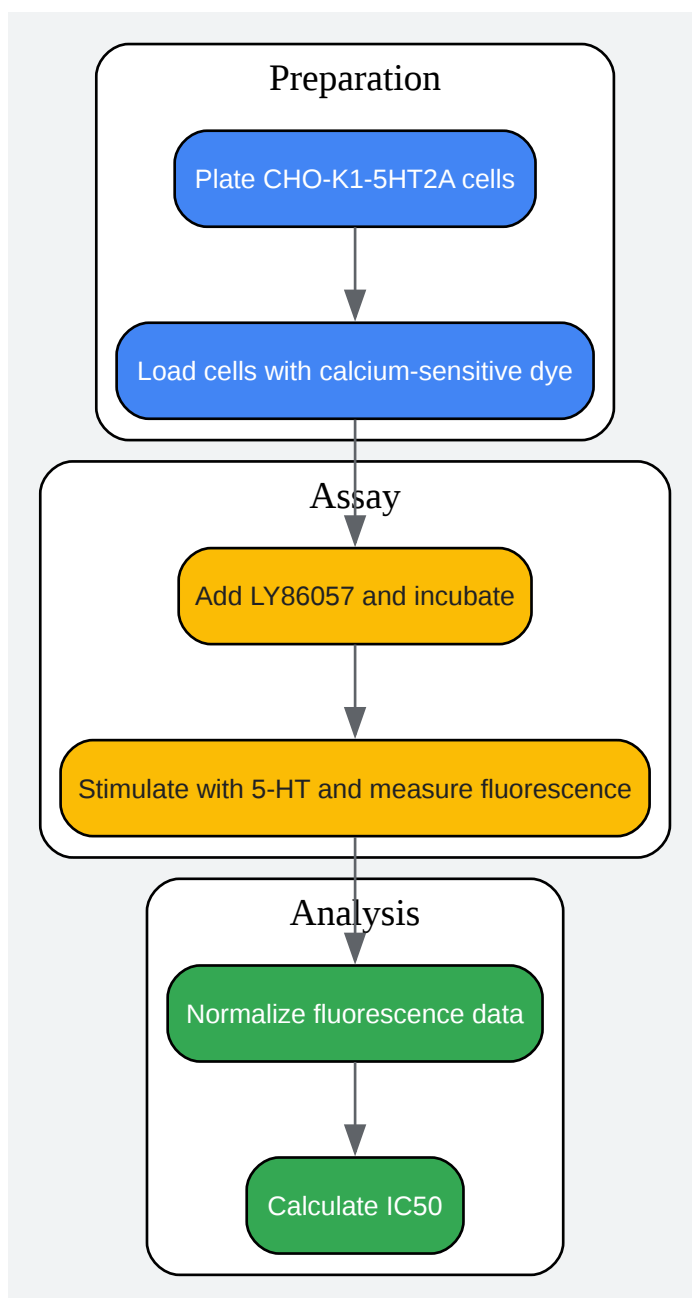 Preparation
Plate CHO-K1-5HT2A cells
Load cells with calcium-sensitive dye
Assay
Add LY86057 and incubate
Stimulate with 5-HT and measure fluorescence
Analysis
Normalize fluorescence data
Calculate IC50